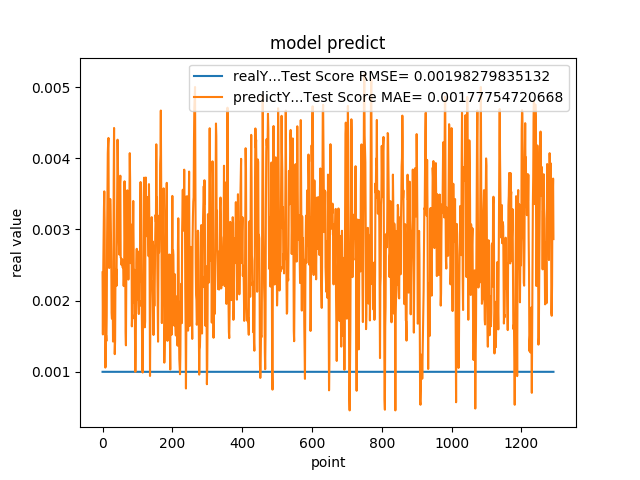 model predict
realY...Test Score RMSE= 0.00198279835132
predictY...Test Score MAE= 0.00177754720668
0.005
0.004
0.003
0.002
0.001
real value
0 200 400 600 800 1000 1200
point